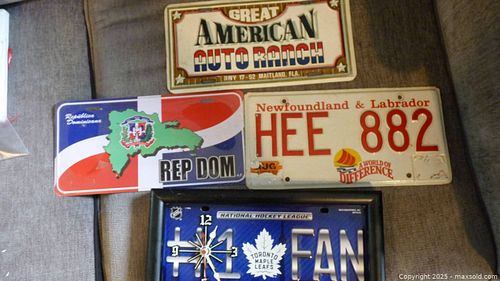 GREAT
AMERICAN
AUTO RANCH
HWY 17-92 MAITLAND, FLA.
República
Dominicana
REP DOM
Newfoundland & Labrador
HEE 882
A WORLD OF
DIFFERENCE
NATIONAL HOCKEY LEAGUE
12
9
3
#1 FAN
TORONTO
MAPLE
LEAFS
Copyright © 2025 - maxsold.com